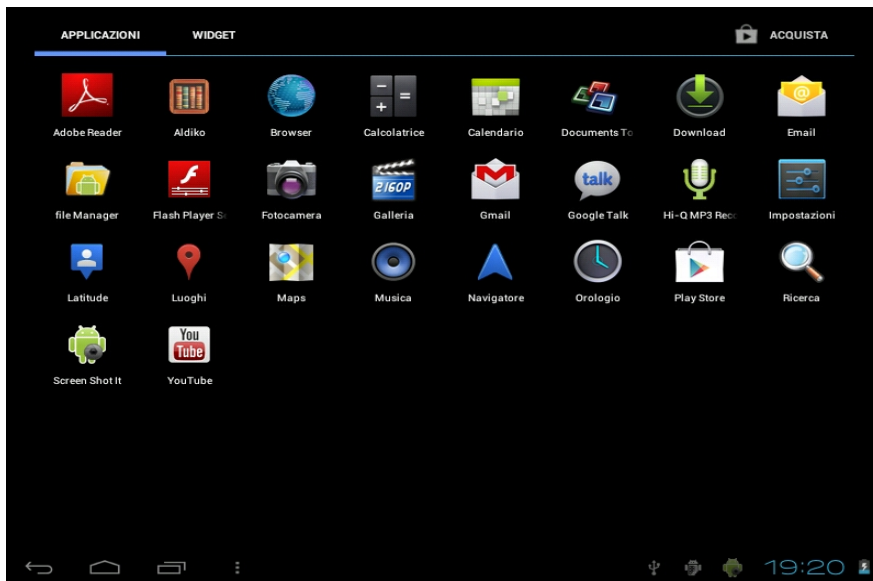 APPLICAZIONI WIDGET ACQUISTA
Adobe Reader Aldiko Browser Calcolatrice Calendario Documents To Download Email
2160P talk
file Manager Flash Player Se Fotocamera Galleria Gmail Google Talk Hi-Q MP3 Reco Impostazioni
Latitude Luoghi Maps Musica Navigatore Orologio Play Store Ricerca
You
Tube
Screen Shot It YouTube
19:20